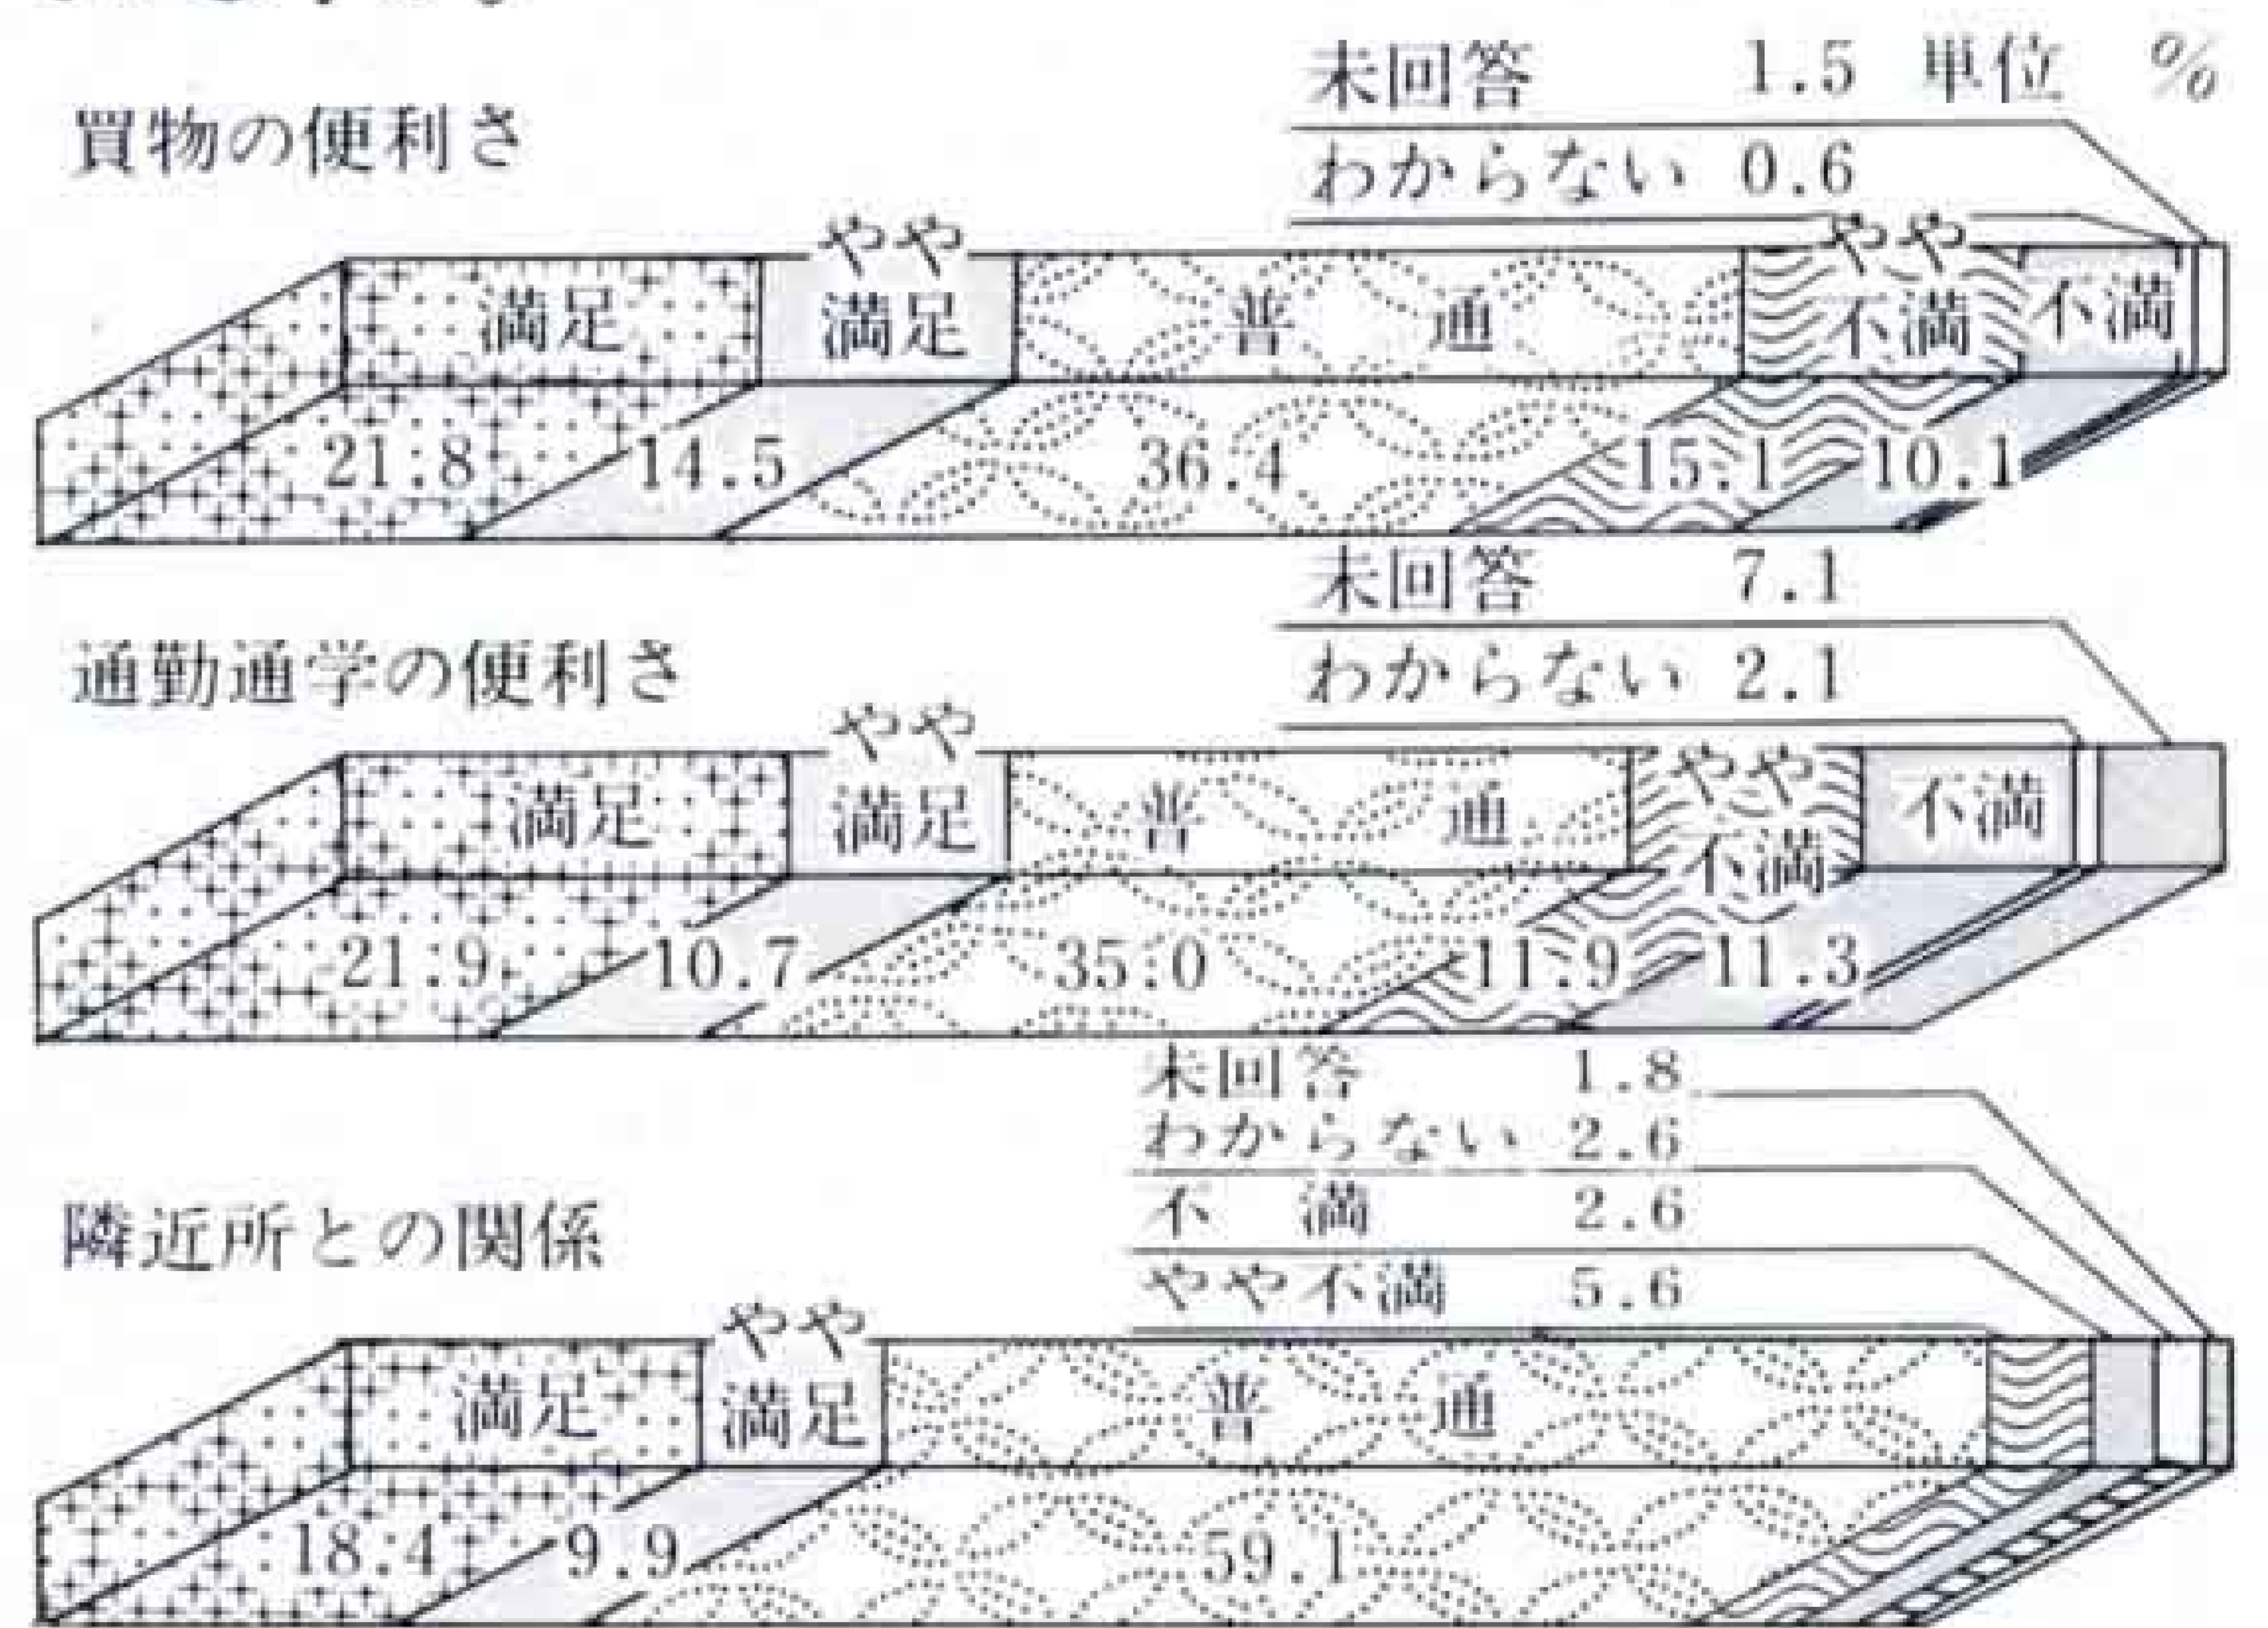 未回答 1.5 単位 %
買物の便利さ
わからない 0.6
満足 やや満足 普通 やや不満 不満
21.8 14.5 36.4 15.1 10.1
未回答 7.1
通勤通学の便利さ
わからない 2.1
満足 やや満足 普通 やや不満 不満
21.9 10.7 35.0 11.9 11.3
未回答 1.8
わからない 2.6
不満 2.6
隣近所との関係
やや不満 5.6
満足 やや満足 普通
18.4 9.9 59.1